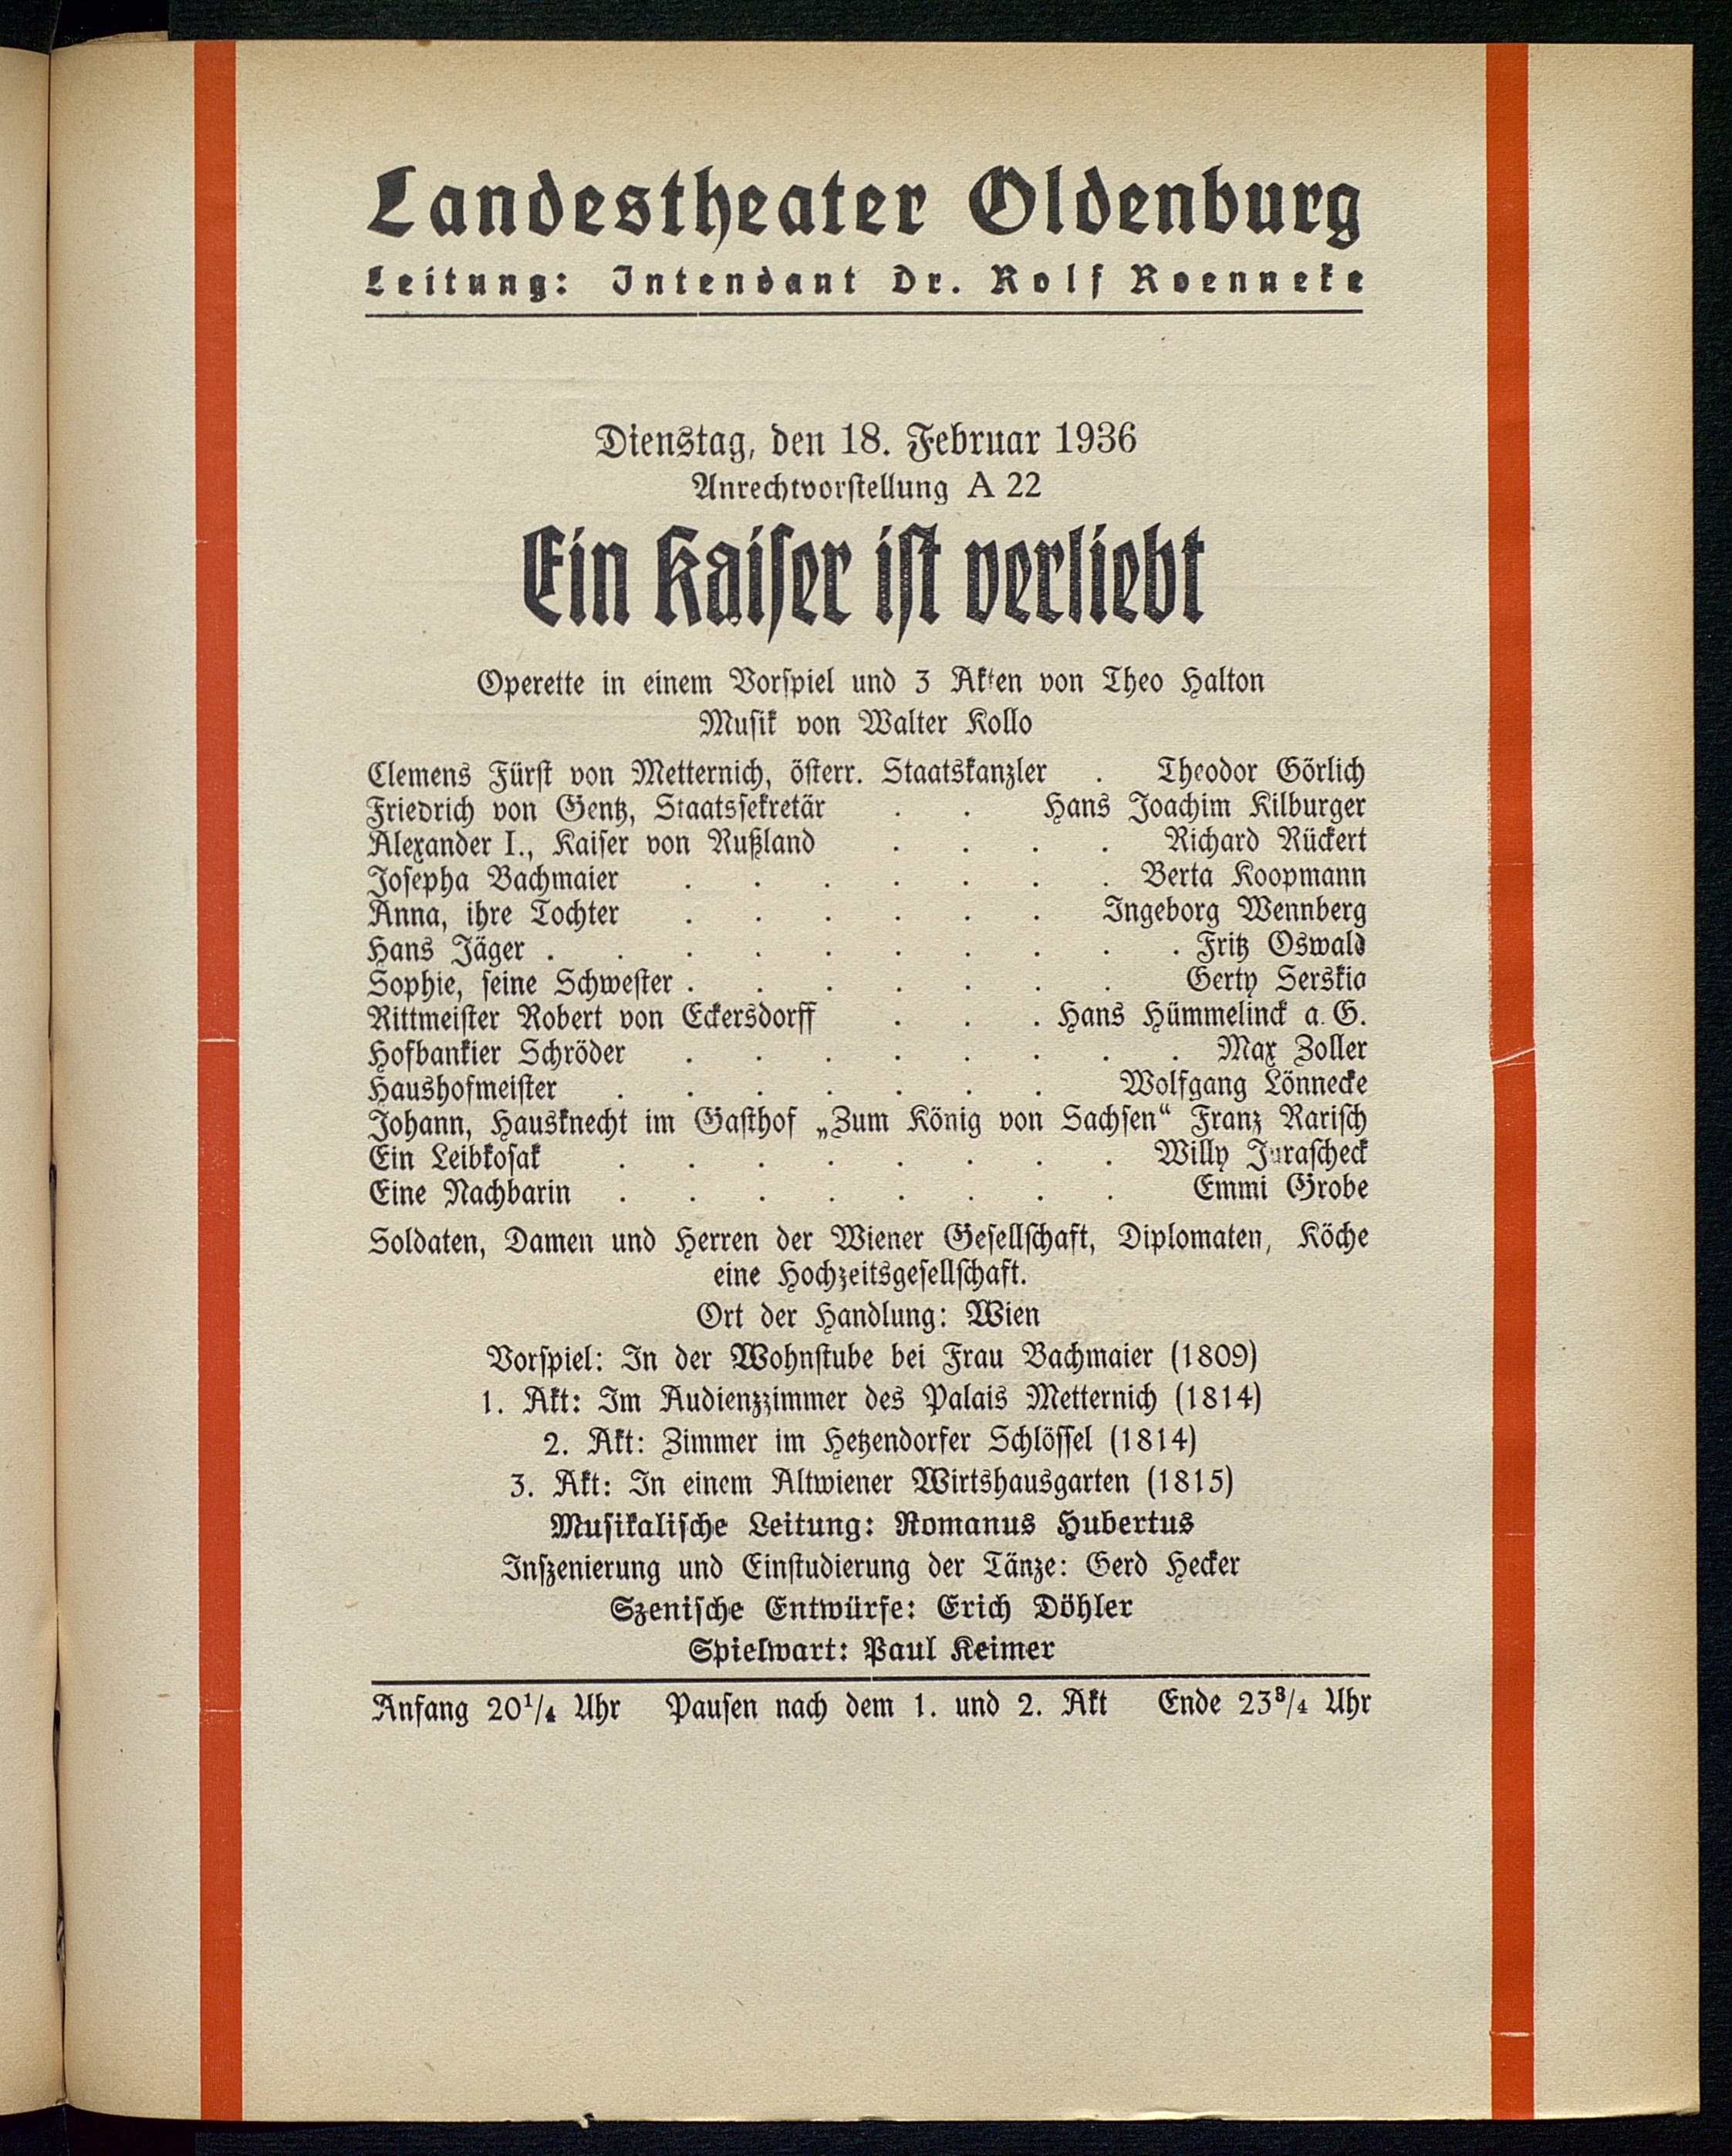 Landestheater Oldenburg
Leitung: Intendant Dr. Rolf Roenneke
Dienstag, den 18. Februar 1936
Anrechtvorstellung A 22
Ein Kaiser ist verliebt
Operette in einem Vorspiel und 3 Akten von Theo Halton
Musik von Walter Kollo
Clemens Fürst von Metternich, österr. Staatskanzler . Theodor Görlich
Friedrich von Gentz, Staatssekretär . . Hans Joachim Kilburger
Alexander I., Kaiser von Rußland . . . . Richard Rückert
Josepha Bachmaier . . . . . . . Berta Koopmann
Anna, ihre Tochter . . . . . . Ingeborg Wennberg
Hans Jäger . . . . . . . . . . Fritz Oswald
Sophie, seine Schwester . . . . . . . Gerty Serskia
Rittmeister Robert von Eckersdorff . . . Hans Hümmelinck a. G.
Hofbankier Schröder . . . . . . . . Max Zoller
Haushofmeister . . . . . . . Wolfgang Lönnecke
Johann, Hausknecht im Gasthof „Zum König von Sachsen“ Franz Rarisch
Ein Leibkosak . . . . . . . . Willy Jurascheck
Eine Nachbarin . . . . . . . . Emmi Grobe
Soldaten, Damen und Herren der Wiener Gesellschaft, Diplomaten, Köche
eine Hochzeitsgesellschaft.
Ort der Handlung: Wien
Vorspiel: In der Wohnstube bei Frau Bachmaier (1809)
1. Akt: Im Audienzzimmer des Palais Metternich (1814)
2. Akt: Zimmer im Hetzendorfer Schlössel (1814)
3. Akt: In einem Altwiener Wirtshausgarten (1815)
Musikalische Leitung: Romanus Hubertus
Inszenierung und Einstudierung der Tänze: Gerd Hecker
Szenische Entwürfe: Erich Döhler
Spielwart: Paul Keimer
Anfang 20¹/₄ Uhr Pausen nach dem 1. und 2. Akt Ende 23³/₄ Uhr